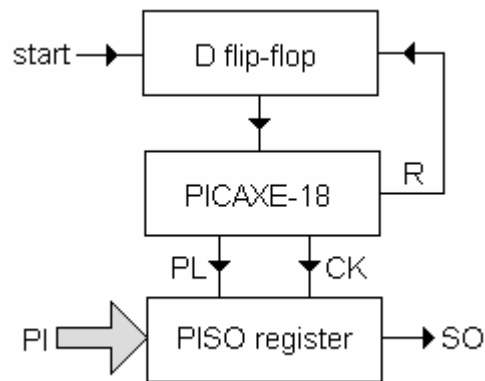 start
D flip-flop
PICAXE-18
R
PL
CK
PI
PISO register
SO